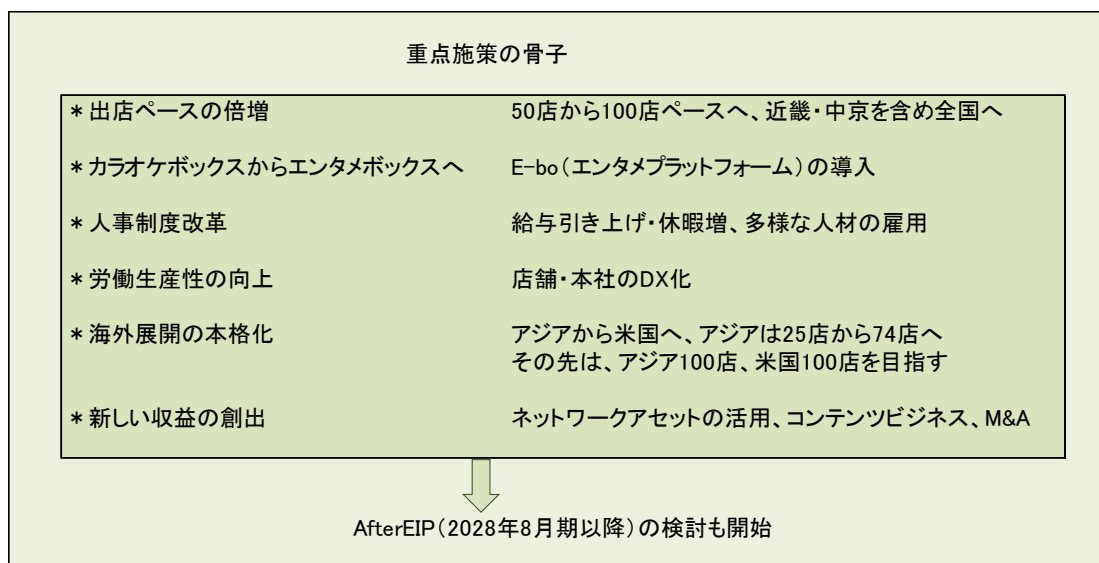 重点施策の骨子
*出店ペースの倍増 50店から100店ペースへ、近畿・中京を含め全国へ
*カラオケボックスからエンタメボックスへ E-bo(エンタメプラットフォーム)の導入
*人事制度改革 給与引き上げ・休暇増、多様な人材の雇用
*労働生産性の向上 店舗・本社のDX化
*海外展開の本格化 アジアから米国へ、アジアは25店から74店へ
その先は、アジア100店、米国100店を目指す
*新しい収益の創出 ネットワークアセットの活用、コンテンツビジネス、M&A
AfterEIP(2028年8月期以降)の検討も開始